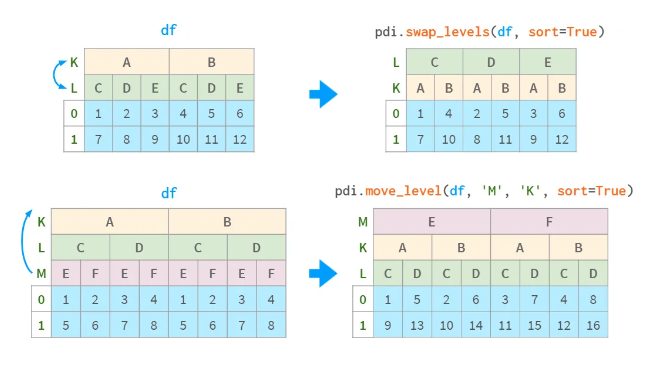 df
pdi.swap_levels(df, sort=True)
K A B
L C D E C D E
0 1 2 3 4 5 6
1 7 8 9 10 11 12
L C D E
K A B A B A B
0 1 4 2 5 3 6
1 7 10 8 11 9 12
df
pdi.move_level(df, 'M', 'K', sort=True)
K A B
L C D C D
M E F E F E F E F
0 1 2 3 4 1 2 3 4
1 5 6 7 8 5 6 7 8
M E F
K A B A B
L C D C D C D C D
0 1 5 2 6 3 7 4 8
1 9 13 10 14 11 15 12 16